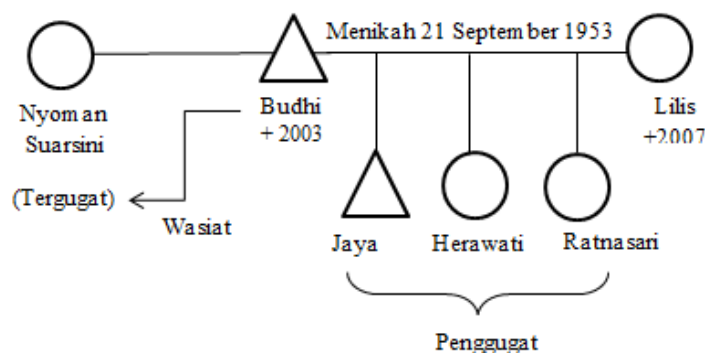 Menikah 21 September 1953
Nyoman
Suarsini
Budhi
+ 2003
Lilis
+2007
(Tergugat)
Wasiat
Jaya
Herawati
Ratnasari
Penggugat